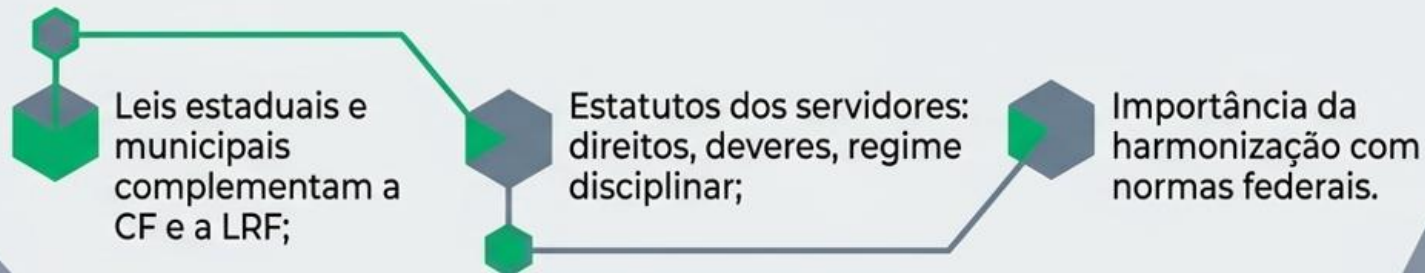 Leis estaduais e
municipais
complementam a
CF e a LRF;
Estatutos dos servidores:
direitos, deveres, regime
disciplinar;
Importância da
harmonização com
normas federais.